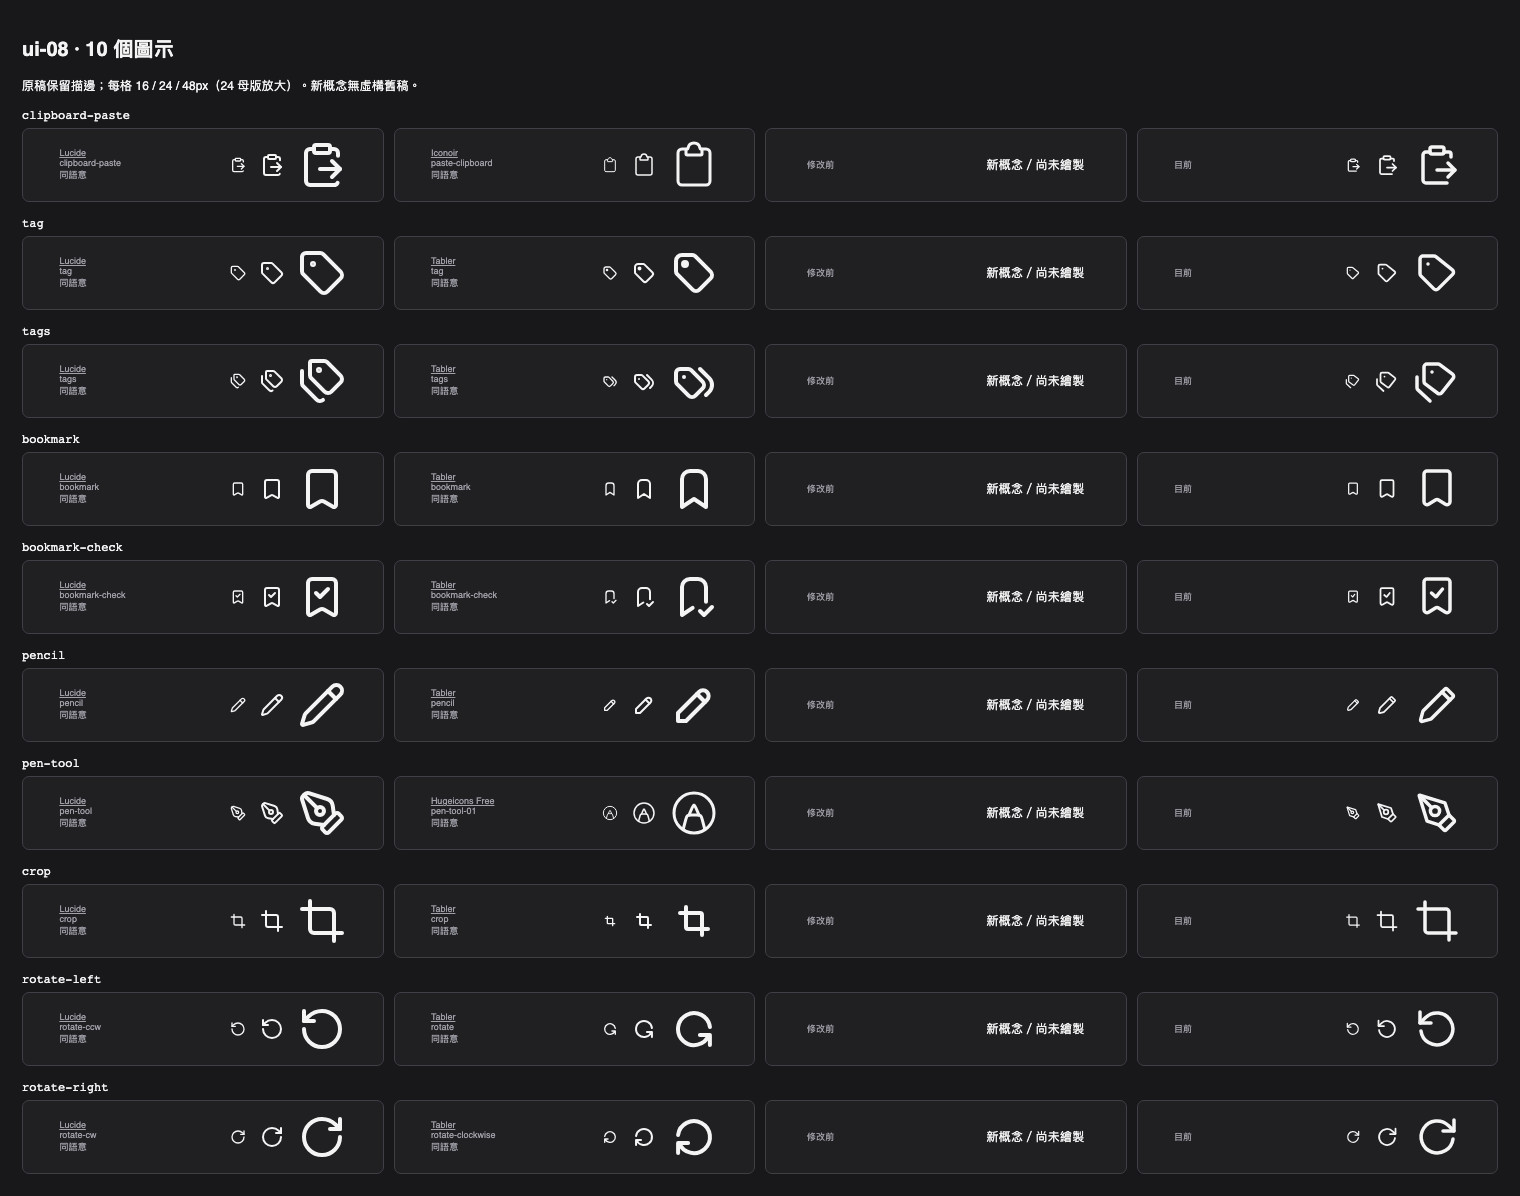 ui-08 · 10 個圖示
原稿保留描邊；每格 16 / 24 / 48px（24 母版放大）。新概念無虛構舊稿。
clipboard-paste
Lucide
clipboard-paste
同語意
Iconoir
paste-clipboard
同語意
修改前
新概念 / 尚未繪製
目前
tag
Lucide
tag
同語意
Tabler
tag
同語意
修改前
新概念 / 尚未繪製
目前
tags
Lucide
tags
同語意
Tabler
tags
同語意
修改前
新概念 / 尚未繪製
目前
bookmark
Lucide
bookmark
同語意
Tabler
bookmark
同語意
修改前
新概念 / 尚未繪製
目前
bookmark-check
Lucide
bookmark-check
同語意
Tabler
bookmark-check
同語意
修改前
新概念 / 尚未繪製
目前
pencil
Lucide
pencil
同語意
Tabler
pencil
同語意
修改前
新概念 / 尚未繪製
目前
pen-tool
Lucide
pen-tool
同語意
Hugeicons Free
pen-tool-01
同語意
修改前
新概念 / 尚未繪製
目前
crop
Lucide
crop
同語意
Tabler
crop
同語意
修改前
新概念 / 尚未繪製
目前
rotate-left
Lucide
rotate-ccw
同語意
Tabler
rotate
同語意
修改前
新概念 / 尚未繪製
目前
rotate-right
Lucide
rotate-cw
同語意
Tabler
rotate-clockwise
同語意
修改前
新概念 / 尚未繪製
目前